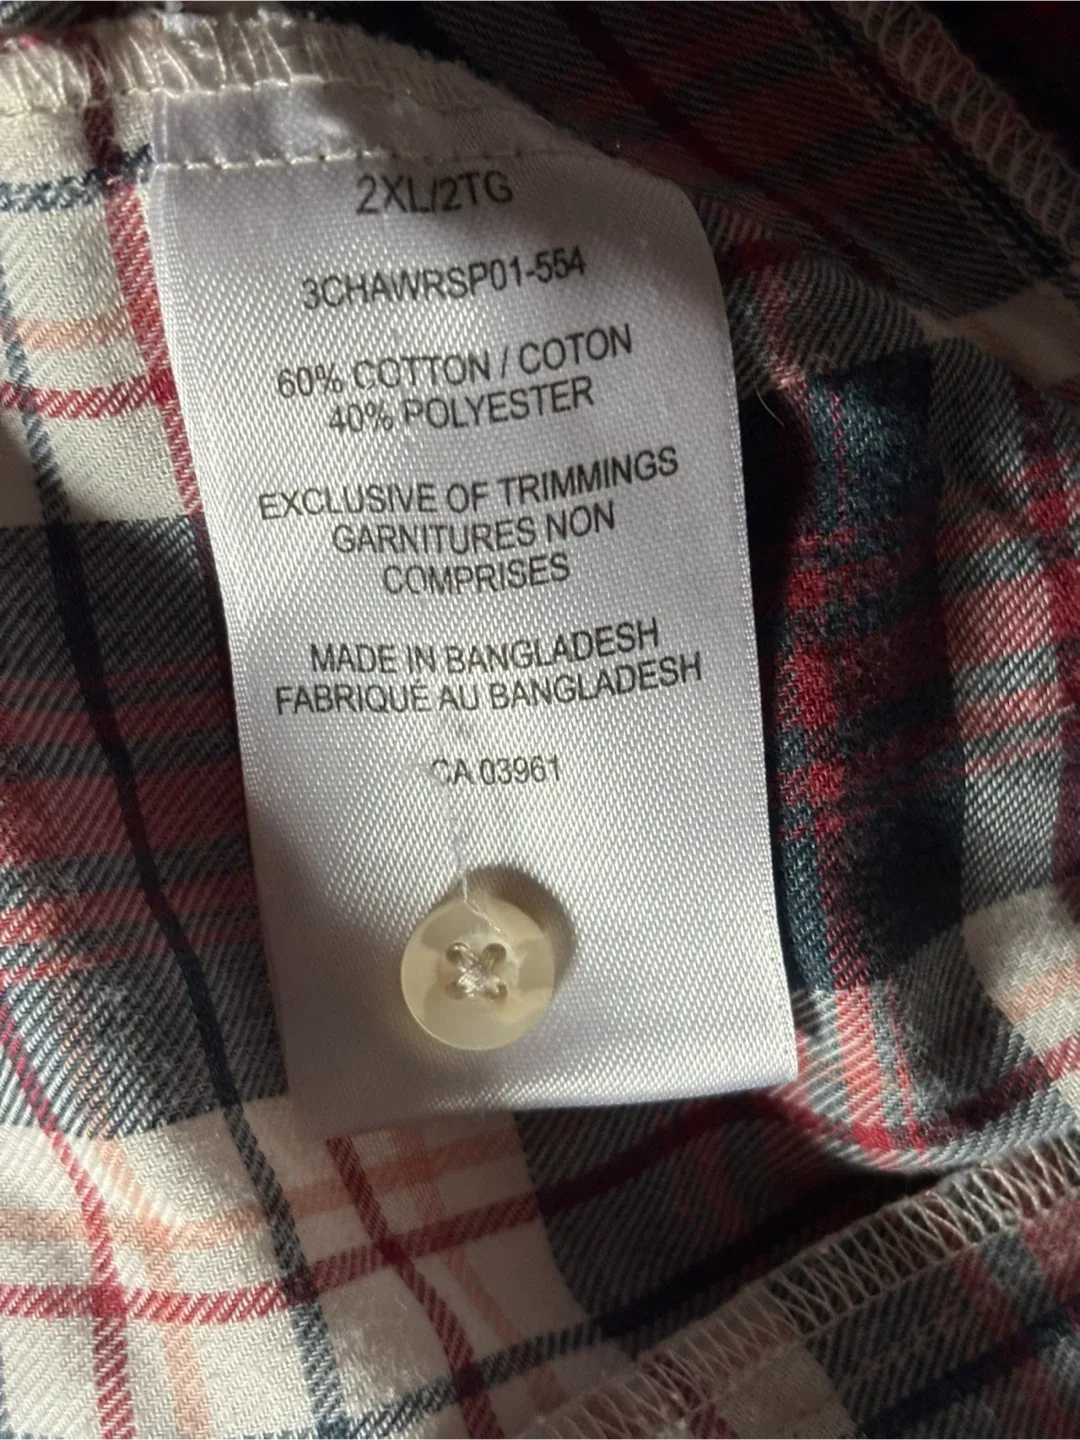 2XL/2TG
3CHAWRSP01-554
60% COTTON / COTON
40% POLYESTER
EXCLUSIVE OF TRIMMINGS
GARNITURES NON
COMPRISES
MADE IN BANGLADESH
FABRIQUÉ AU BANGLADESH
CA 03961